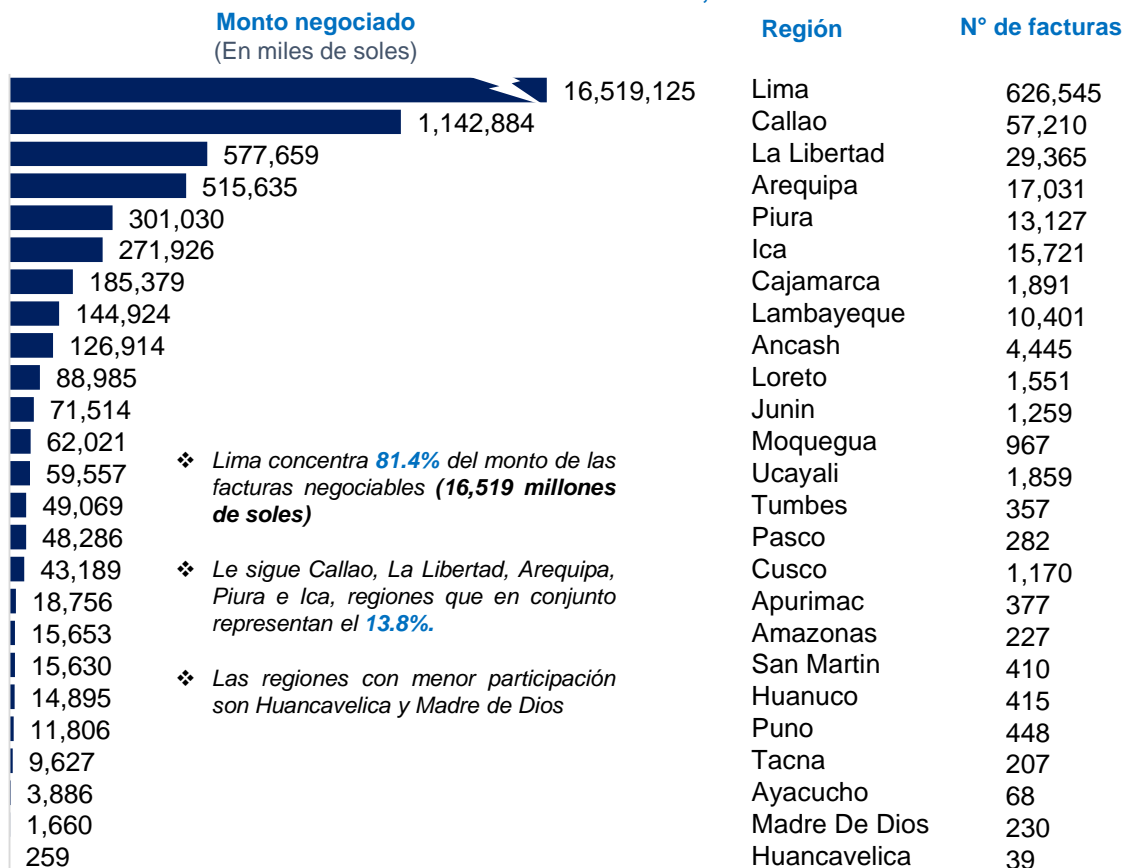 Monto negociado
(En miles de soles)
Región
N° de facturas
16,519,125 Lima 626,545
1,142,884 Callao 57,210
577,659 La Libertad 29,365
515,635 Arequipa 17,031
301,030 Piura 13,127
271,926 Ica 15,721
185,379 Cajamarca 1,891
144,924 Lambayeque 10,401
126,914 Ancash 4,445
88,985 Loreto 1,551
71,514 Junin 1,259
62,021 Moquegua 967
59,557 Ucayali 1,859
49,069 Tumbes 357
48,286 Pasco 282
43,189 Cusco 1,170
18,756 Apurimac 377
15,653 Amazonas 227
15,630 San Martin 410
14,895 Huanuco 415
11,806 Puno 448
9,627 Tacna 207
3,886 Ayacucho 68
1,660 Madre De Dios 230
259 Huancavelica 39
❖ Lima concentra 81.4% del monto de las
facturas negociables (16,519 millones
de soles)
❖ Le sigue Callao, La Libertad, Arequipa,
Piura e Ica, regiones que en conjunto
representan el 13.8%.
❖ Las regiones con menor participación
son Huancavelica y Madre de Dios